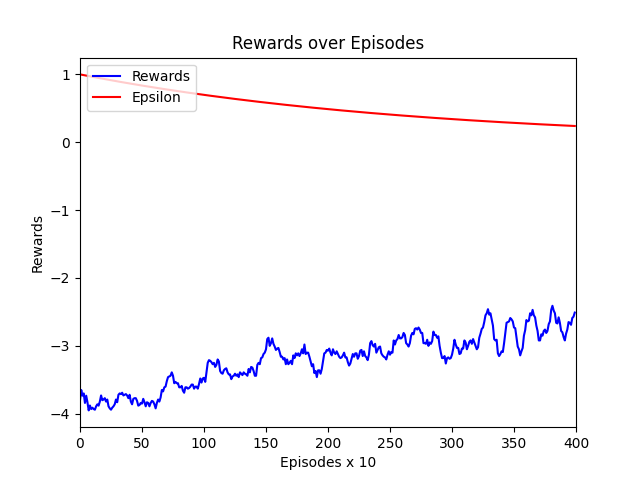 Rewards over Episodes
Rewards
Epsilon
1
0
−1
−2
−3
−4
Rewards
0 50 100 150 200 250 300 350 400
Episodes x 10